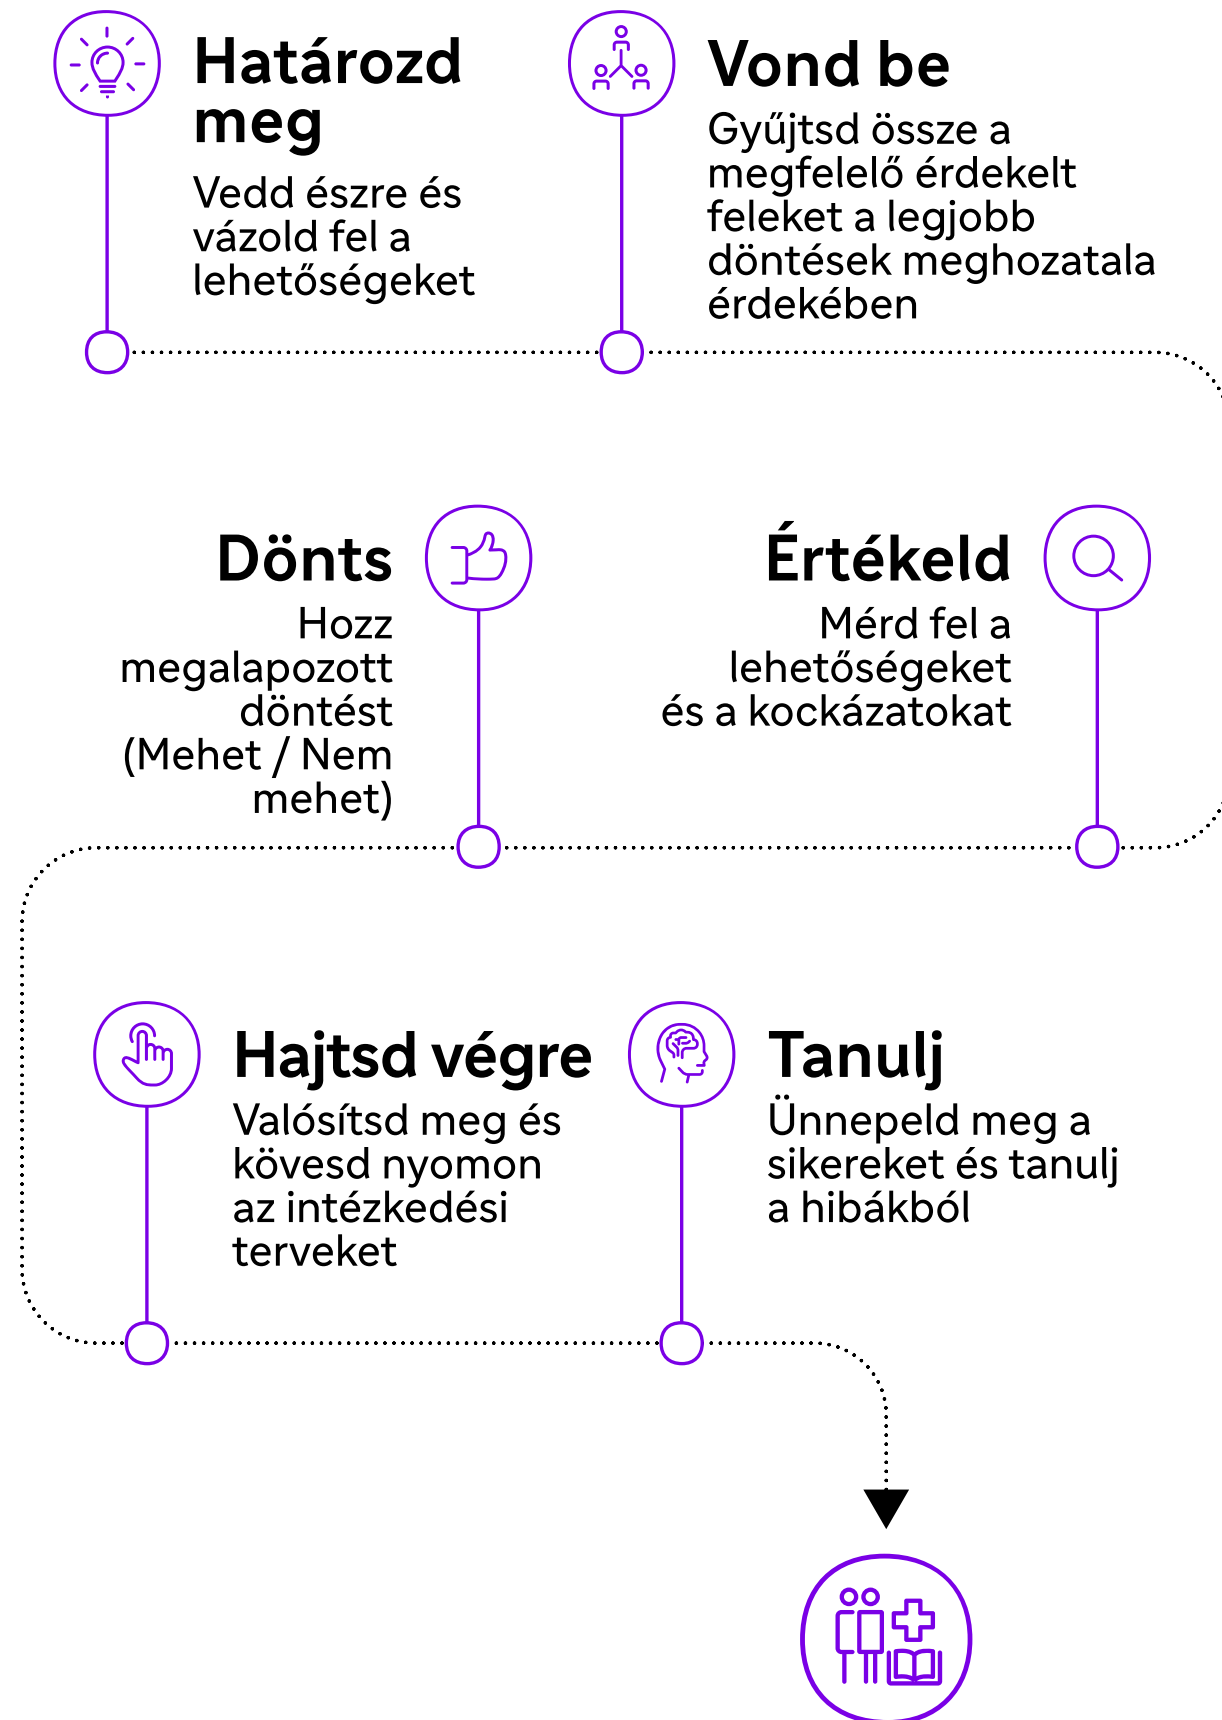 Határozd
meg
Vedd észre és
vázold fel a
lehetőségeket
Vond be
Gyűjtsd össze a
megfelelő érdekelt
feleket a legjobb
döntések meghozatala
érdekében
Értékeld
Mérd fel a
lehetőségeket
és a kockázatokat
Dönts
Hozz
megalapozott
döntést
(Mehet / Nem
mehet)
Hajtsd végre
Valósítsd meg és
kövesd nyomon
az intézkedési
terveket
Tanulj
Ünnepeld meg a
sikereket és tanulj
a hibákból